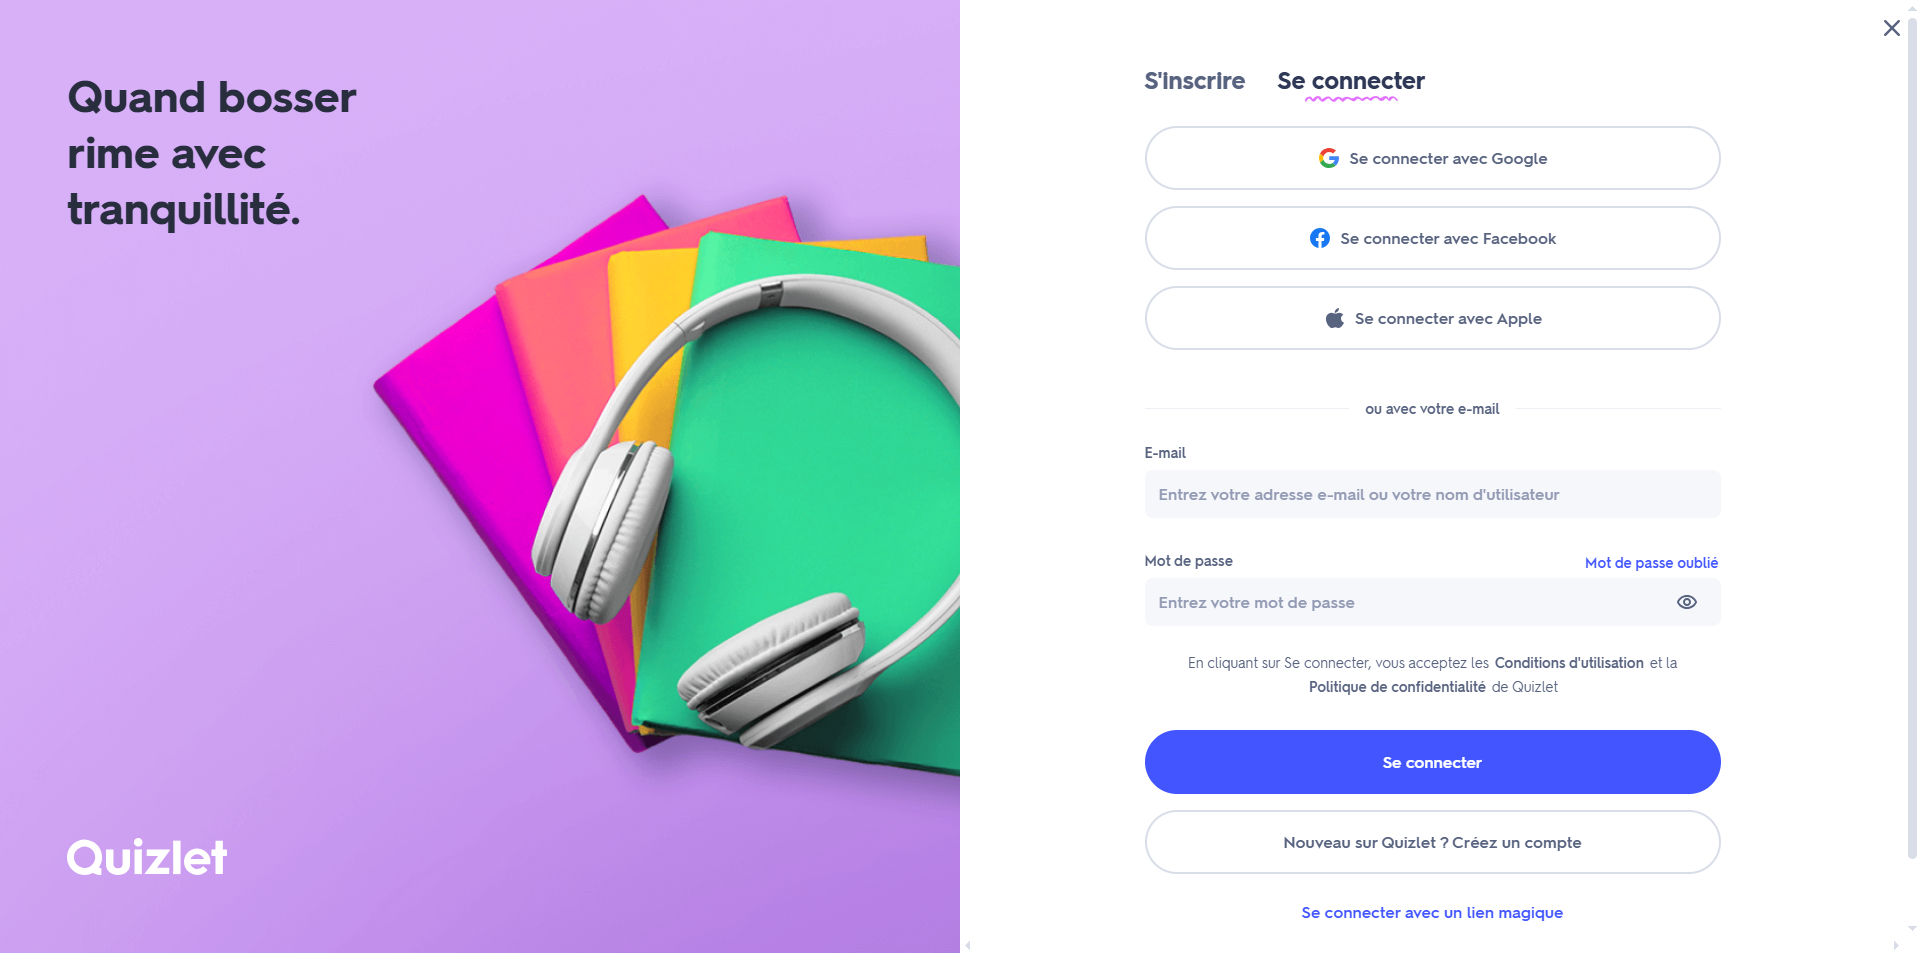 Quand bosser
rime avec
tranquillité.
Quizlet
S'inscrire
Se connecter
Se connecter avec Google
Se connecter avec Facebook
Se connecter avec Apple
ou avec votre e-mail
E-mail
Entrez votre adresse e-mail ou votre nom d'utilisateur
Mot de passe
Mot de passe oublié
Entrez votre mot de passe
En cliquant sur Se connecter, vous acceptez les Conditions d'utilisation et la
Politique de confidentialité de Quizlet
Se connecter
Nouveau sur Quizlet ? Créez un compte
Se connecter avec un lien magique